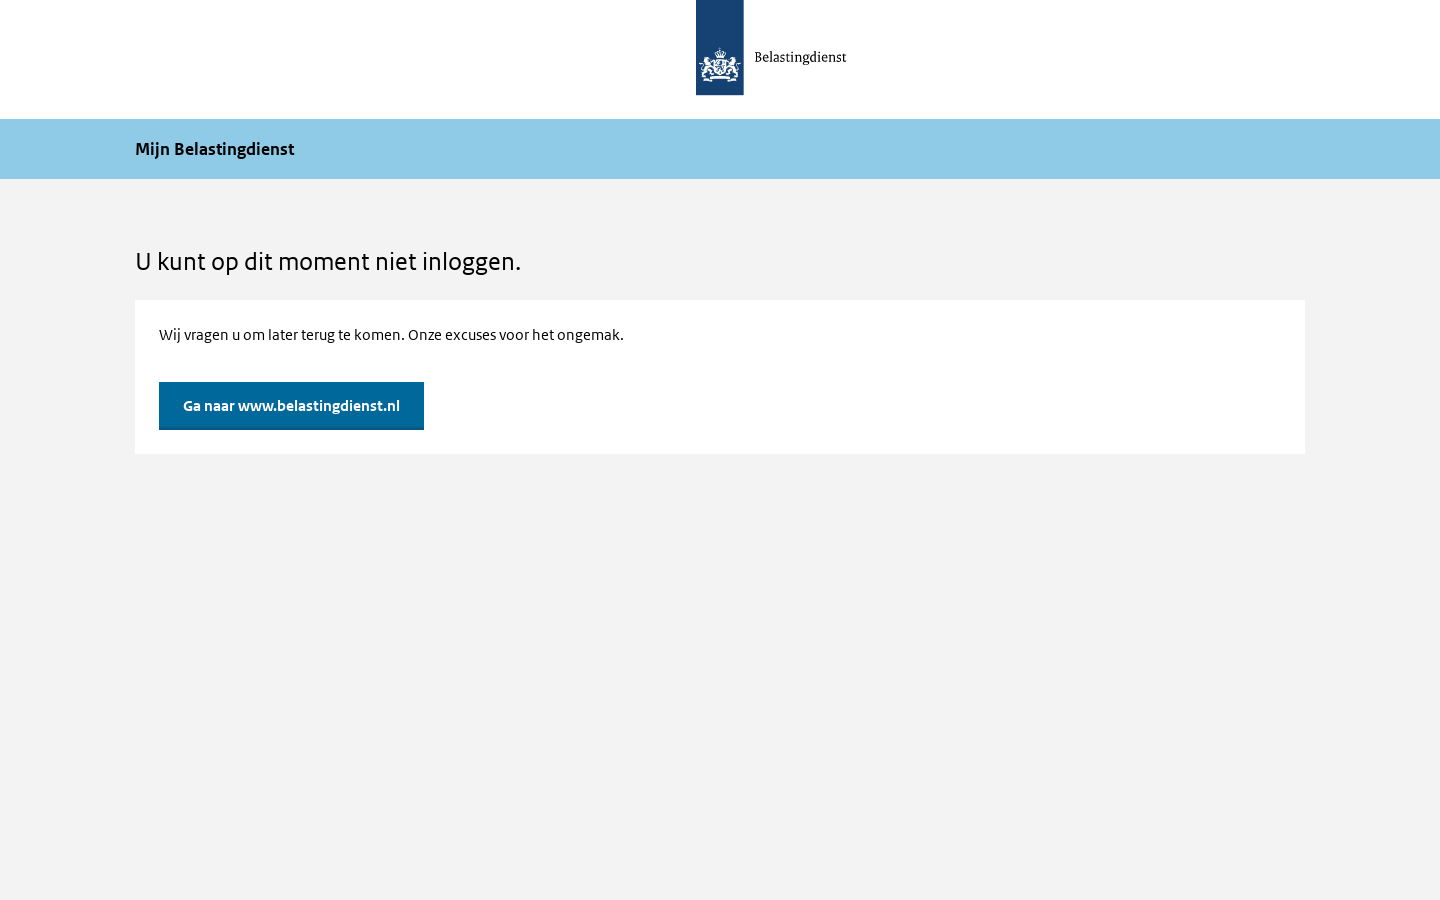 Belastingdienst
Mijn Belastingdienst
U kunt op dit moment niet inloggen.
Wij vragen u om later terug te komen. Onze excuses voor het ongemak.
Ga naar www.belastingdienst.nl